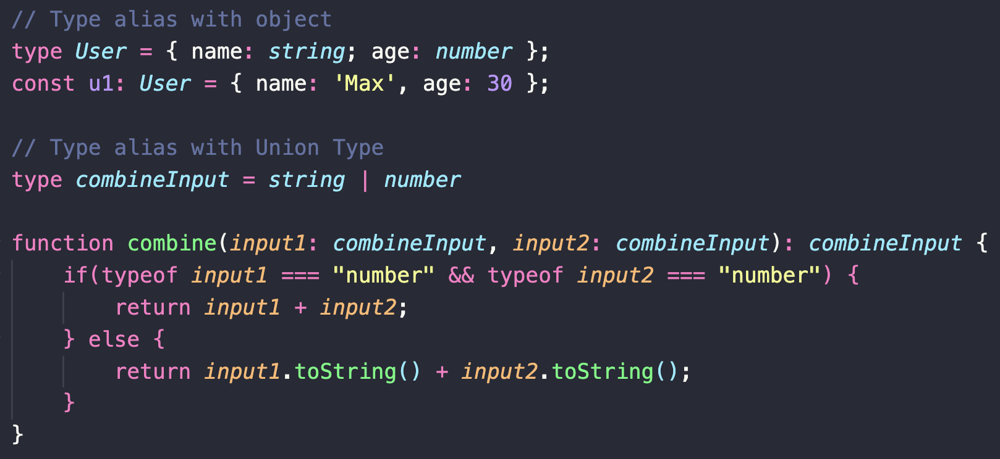 // Type alias with object
type User = { name: string; age: number };
const u1: User = { name: 'Max', age: 30 };
// Type alias with Union Type
type combineInput = string | number
function combine(input1: combineInput, input2: combineInput): combineInput {
if(typeof input1 === "number" && typeof input2 === "number") {
return input1 + input2;
} else {
return input1.toString() + input2.toString();
}
}